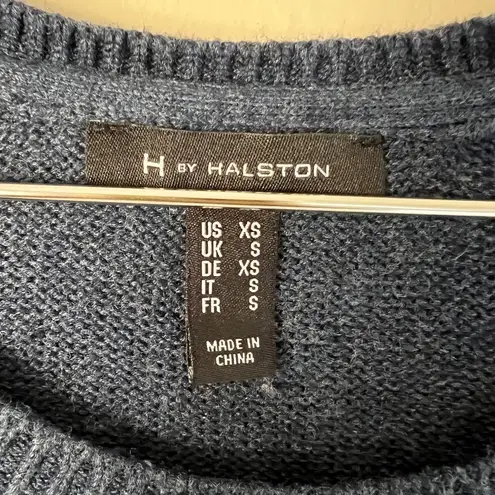 H BY HALSTON
US XS
UK S
DE XS
IT S
FR S
MADE IN
CHINA